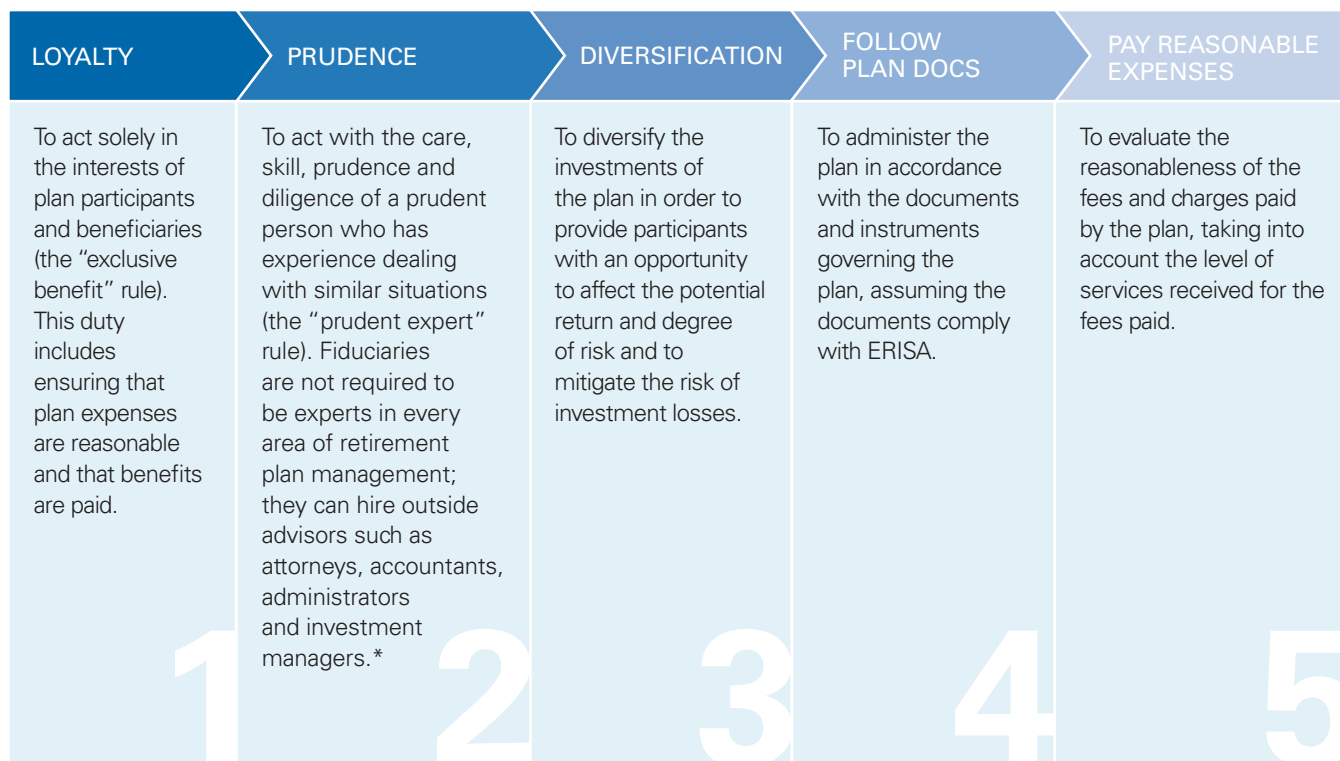 LOYALTY
To act solely in
the interests of
plan participants
and beneficiaries
(the “exclusive
benefit” rule).
This duty
includes
ensuring that
plan expenses
are reasonable
and that benefits
are paid.
1
PRUDENCE
To act with the care,
skill, prudence and
diligence of a prudent
person who has
experience dealing
with similar situations
(the “prudent expert”
rule). Fiduciaries
are not required to
be experts in every
area of retirement
plan management;
they can hire outside
advisors such as
attorneys, accountants,
administrators
and investment
managers.*
2
DIVERSIFICATION
To diversify the
investments of
the plan in order to
provide participants
with an opportunity
to affect the potential
return and degree
of risk and to
mitigate the risk of
investment losses.
3
FOLLOW
PLAN DOCS
To administer the
plan in accordance
with the documents
and instruments
governing the
plan, assuming the
documents comply
with ERISA.
4
PAY REASONABLE
EXPENSES
To evaluate the
reasonableness of the
fees and charges paid
by the plan, taking into
account the level of
services received for the
fees paid.
5